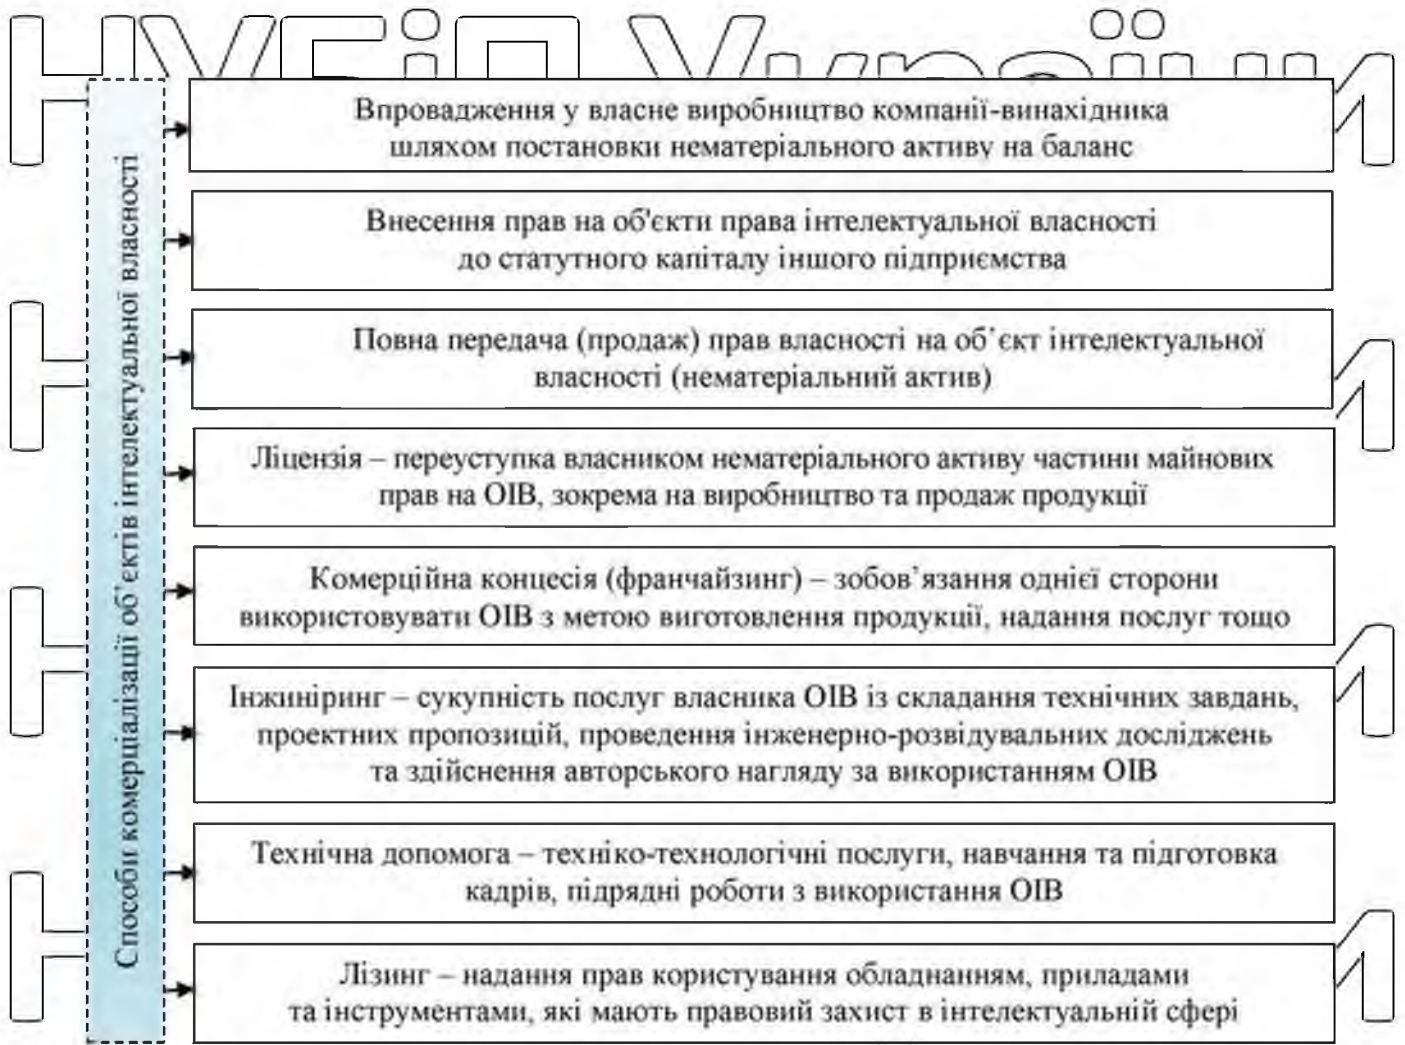 НУБіП України
Способи комерціалізації об'єктів інтелектуальної власності
Впровадження у власне виробництво компанії-винахідника
шляхом постановки нематеріального активу на баланс
Внесення прав на об'єкти права інтелектуальної власності
до статутного капіталу іншого підприємства
Повна передача (продаж) прав власності на об’єкт інтелектуальної
власності (нематеріальний актив)
Ліцензія – переуступка власником нематеріального активу частини майнових
прав на ОІВ, зокрема на виробництво та продаж продукції
Комерційна концесія (франчайзинг) – зобов’язання однієї сторони
використовувати ОІВ з метою виготовлення продукції, надання послуг тощо
Інжиніринг – сукупність послуг власника ОІВ із складання технічних завдань,
проектних пропозицій, проведення інженерно-розвідувальних досліджень
та здійснення авторського нагляду за використанням ОІВ
Технічна допомога – техніко-технологічні послуги, навчання та підготовка
кадрів, підрядні роботи з використання ОІВ
Лізинг – надання прав користування обладнанням, приладами
та інструментами, які мають правовий захист в інтелектуальній сфері